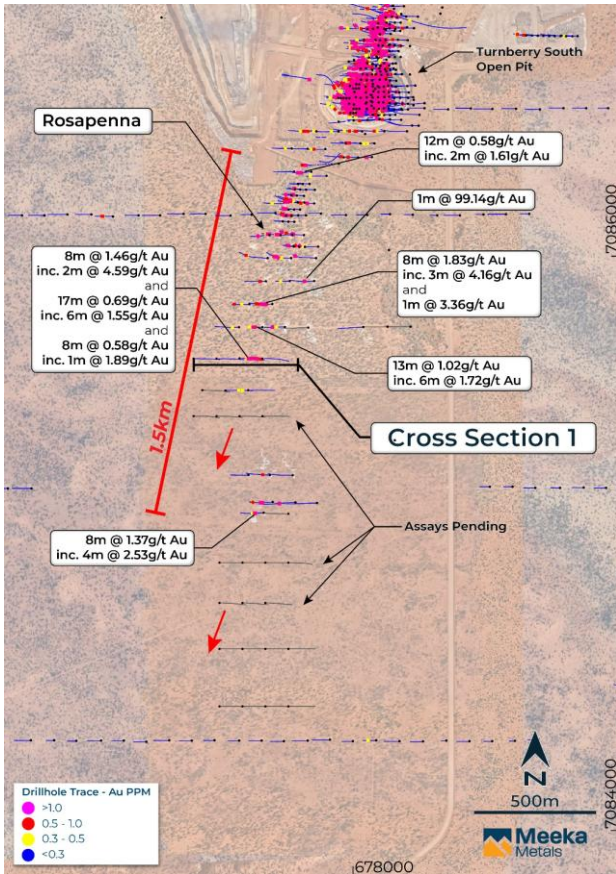 Turnberry South
Open Pit
Rosapenna
12m @ 0.58g/t Au
inc. 2m @ 1.61g/t Au
1m @ 99.14g/t Au
7086000
8m @ 1.46g/t Au
inc. 2m @ 4.59g/t Au
and
17m @ 0.69g/t Au
inc. 6m @ 1.55g/t Au
and
8m @ 0.58g/t Au
inc. 1m @ 1.89g/t Au
8m @ 1.83g/t Au
inc. 3m @ 4.16g/t Au
and
1m @ 3.36g/t Au
13m @ 1.02g/t Au
inc. 6m @ 1.72g/t Au
1.5km
Cross Section 1
Assays Pending
8m @ 1.37g/t Au
inc. 4m @ 2.53g/t Au
Drillhole Trace - Au PPM
>1.0
0.5 - 1.0
0.3 - 0.5
<0.3
N
500m
Meeka
Metals
7084000
678000